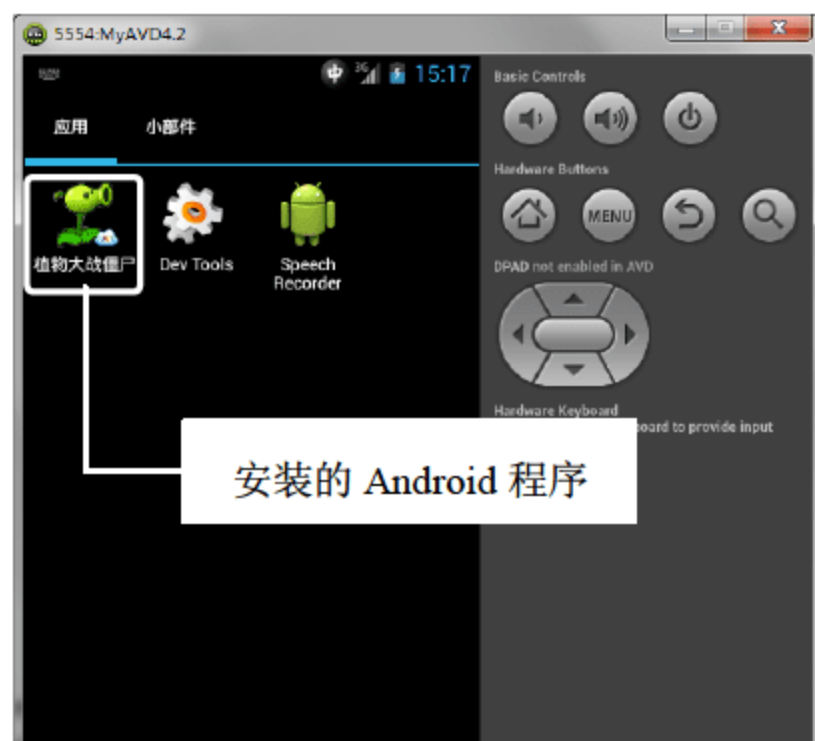 5554:MyAVD4.2
中 3G 15:17
应用 小部件
植物大战僵尸
Dev Tools
Speech
Recorder
Basic Controls
Hardware Buttons
MENU
DPAD not enabled in AVD
Hardware Keyboard
to provide input
安装的 Android 程序